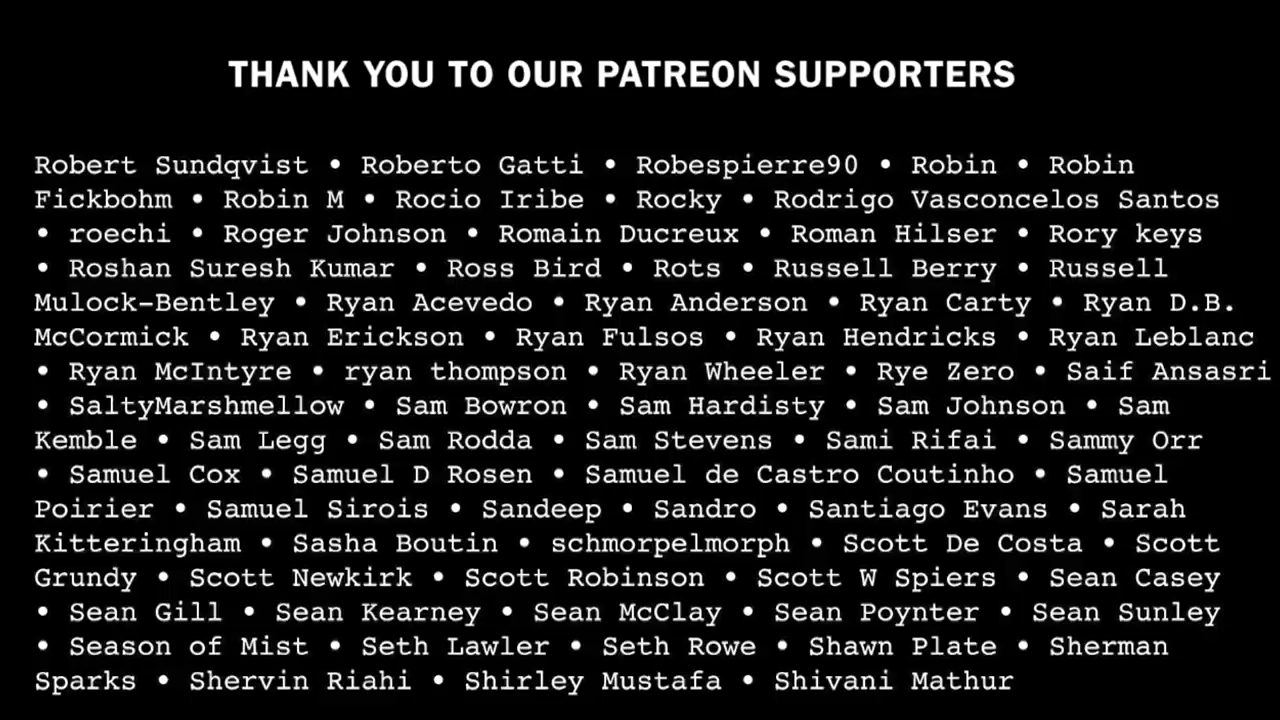 THANK YOU TO OUR PATREON SUPPORTERS
Robert Sundqvist • Roberto Gatti • Robespierre90 • Robin • Robin
Fickbohm • Robin M • Rocio Iribe • Rocky • Rodrigo Vasconcelos Santos
• roechi • Roger Johnson • Romain Ducreux • Roman Hilser • Rory keys
• Roshan Suresh Kumar • Ross Bird • Rots • Russell Berry • Russell
Mulock-Bentley • Ryan Acevedo • Ryan Anderson • Ryan Carty • Ryan D.B.
McCormick • Ryan Erickson • Ryan Fulsos • Ryan Hendricks • Ryan Leblanc
• Ryan McIntyre • ryan thompson • Ryan Wheeler • Rye Zero • Saif Ansasri
• SaltyMarshmellow • Sam Bowron • Sam Hardisty • Sam Johnson • Sam
Kemble • Sam Legg • Sam Rodda • Sam Stevens • Sami Rifai • Sammy Orr
• Samuel Cox • Samuel D Rosen • Samuel de Castro Coutinho • Samuel
Poirier • Samuel Sirois • Sandeep • Sandro • Santiago Evans • Sarah
Kitteringham • Sasha Boutin • schmorpelmorph • Scott De Costa • Scott
Grundy • Scott Newkirk • Scott Robinson • Scott W Spiers • Sean Casey
• Sean Gill • Sean Kearney • Sean McClay • Sean Poynter • Sean Sunley
• Season of Mist • Seth Lawler • Seth Rowe • Shawn Plate • Sherman
Sparks • Shervin Riahi • Shirley Mustafa • Shivani Mathur